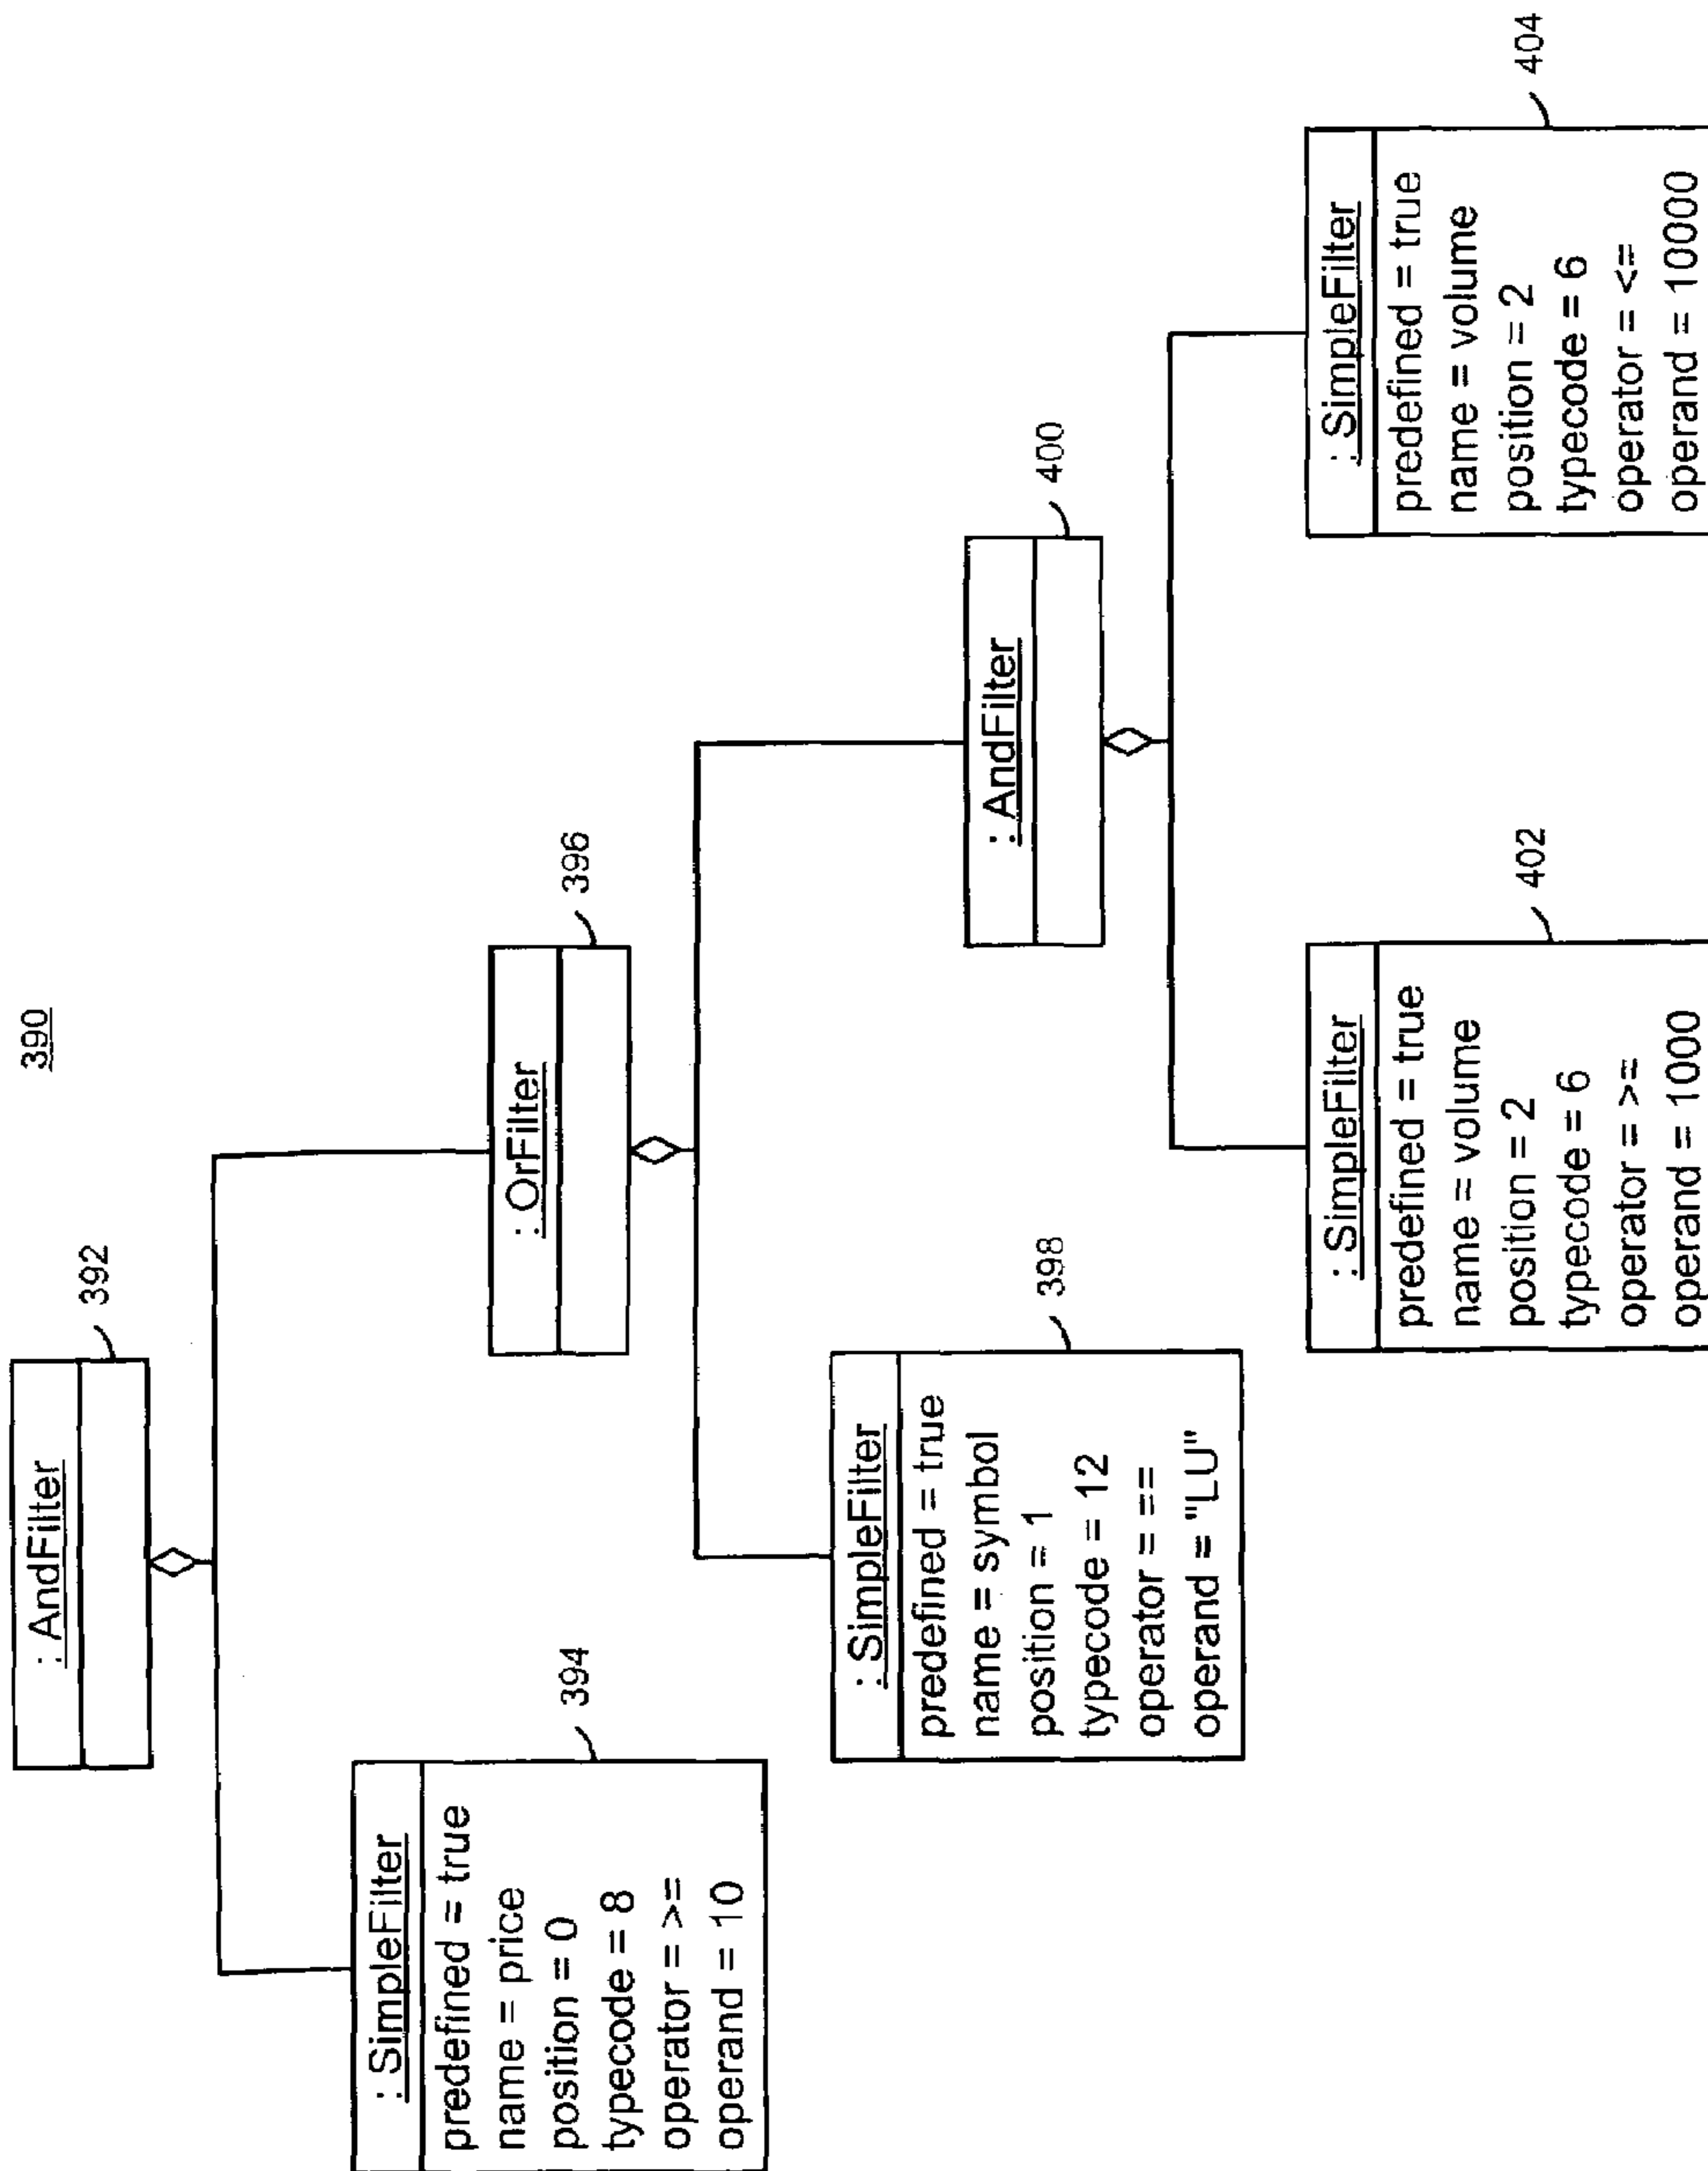 390
: AndFilter
392
: SimpleFilter
predefined = true
name = price
position = 0
typecode = 8
operator = >=
operand = 10
394
: OrFilter
396
: SimpleFilter
predefined = true
name = symbol
position = 1
typecode = 12
operator = ==
operand = "LU"
398
: AndFilter
400
: SimpleFilter
predefined = true
name = volume
position = 2
typecode = 6
operator = >=
operand = 1000
402
: SimpleFilter
predefined = true
name = volume
position = 2
typecode = 6
operator = <=
operand = 10000
404